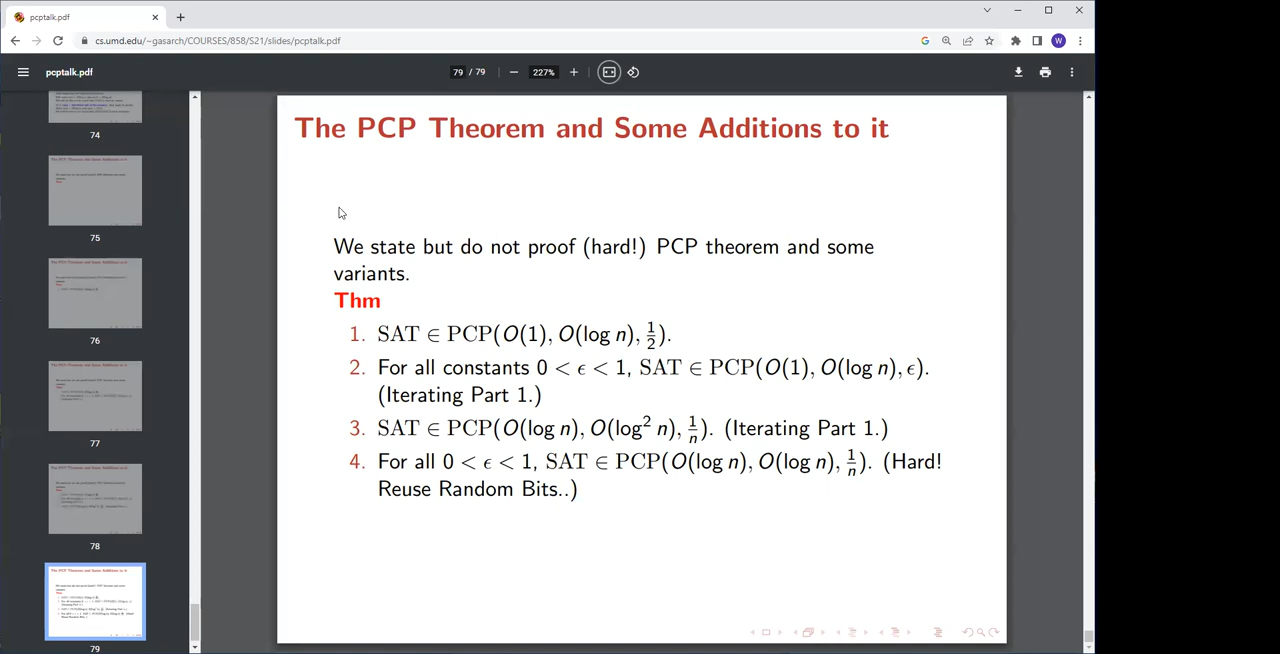 pcptalk.pdf
cs.umd.edu/~gasarch/COURSES/858/S21/slides/pcptalk.pdf
W
pcptalk.pdf
79 / 79
227%
74
75
76
77
78
79
The PCP Theorem and Some Additions to it
We state but do not proof (hard!) PCP theorem and some
variants.
Thm
1. SAT ∈ PCP(O(1), O(log n), 1/2).
2. For all constants 0 < ϵ < 1, SAT ∈ PCP(O(1), O(log n), ϵ).
(Iterating Part 1.)
3. SAT ∈ PCP(O(log n), O(log² n), 1/n). (Iterating Part 1.)
4. For all 0 < ϵ < 1, SAT ∈ PCP(O(log n), O(log n), 1/n). (Hard!
Reuse Random Bits..)